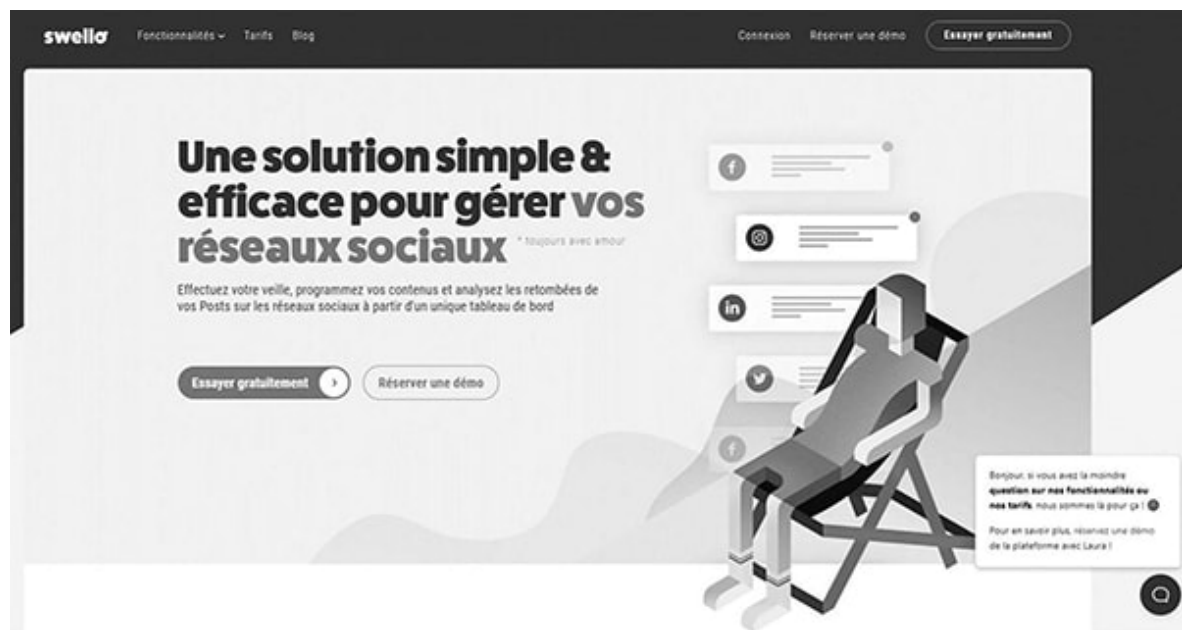 swello
Fonctionnalités
Tarifs
Blog
Connexion
Réserver une démo
Essayer gratuitement
Une solution simple &
efficace pour gérer vos
réseaux sociaux
* toujours avec amour
Effectuez votre veille, programmez vos contenus et analysez les retombées de
vos Posts sur les réseaux sociaux à partir d'un unique tableau de bord
Essayer gratuitement
Réserver une démo
f
in
f
Bonjour, si vous avez la moindre
question sur nos fonctionnalités ou
nos tarifs, nous sommes là pour ça !
Pour en savoir plus, réservez une démo
de la plateforme avec Laura !